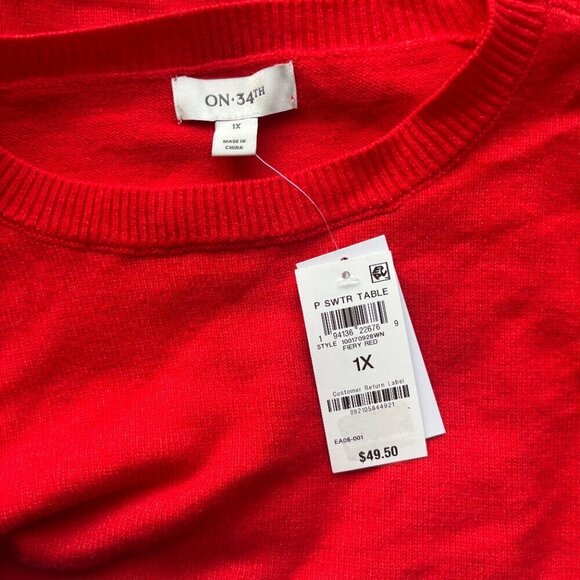 ON·34TH
1X
MADE IN
CHINA
P SWTR TABLE
1 94136 22676 9
STYLE 100170928WN
FIERY RED
1X
Customer Return Label
082105844921
EA06-001
$49.50